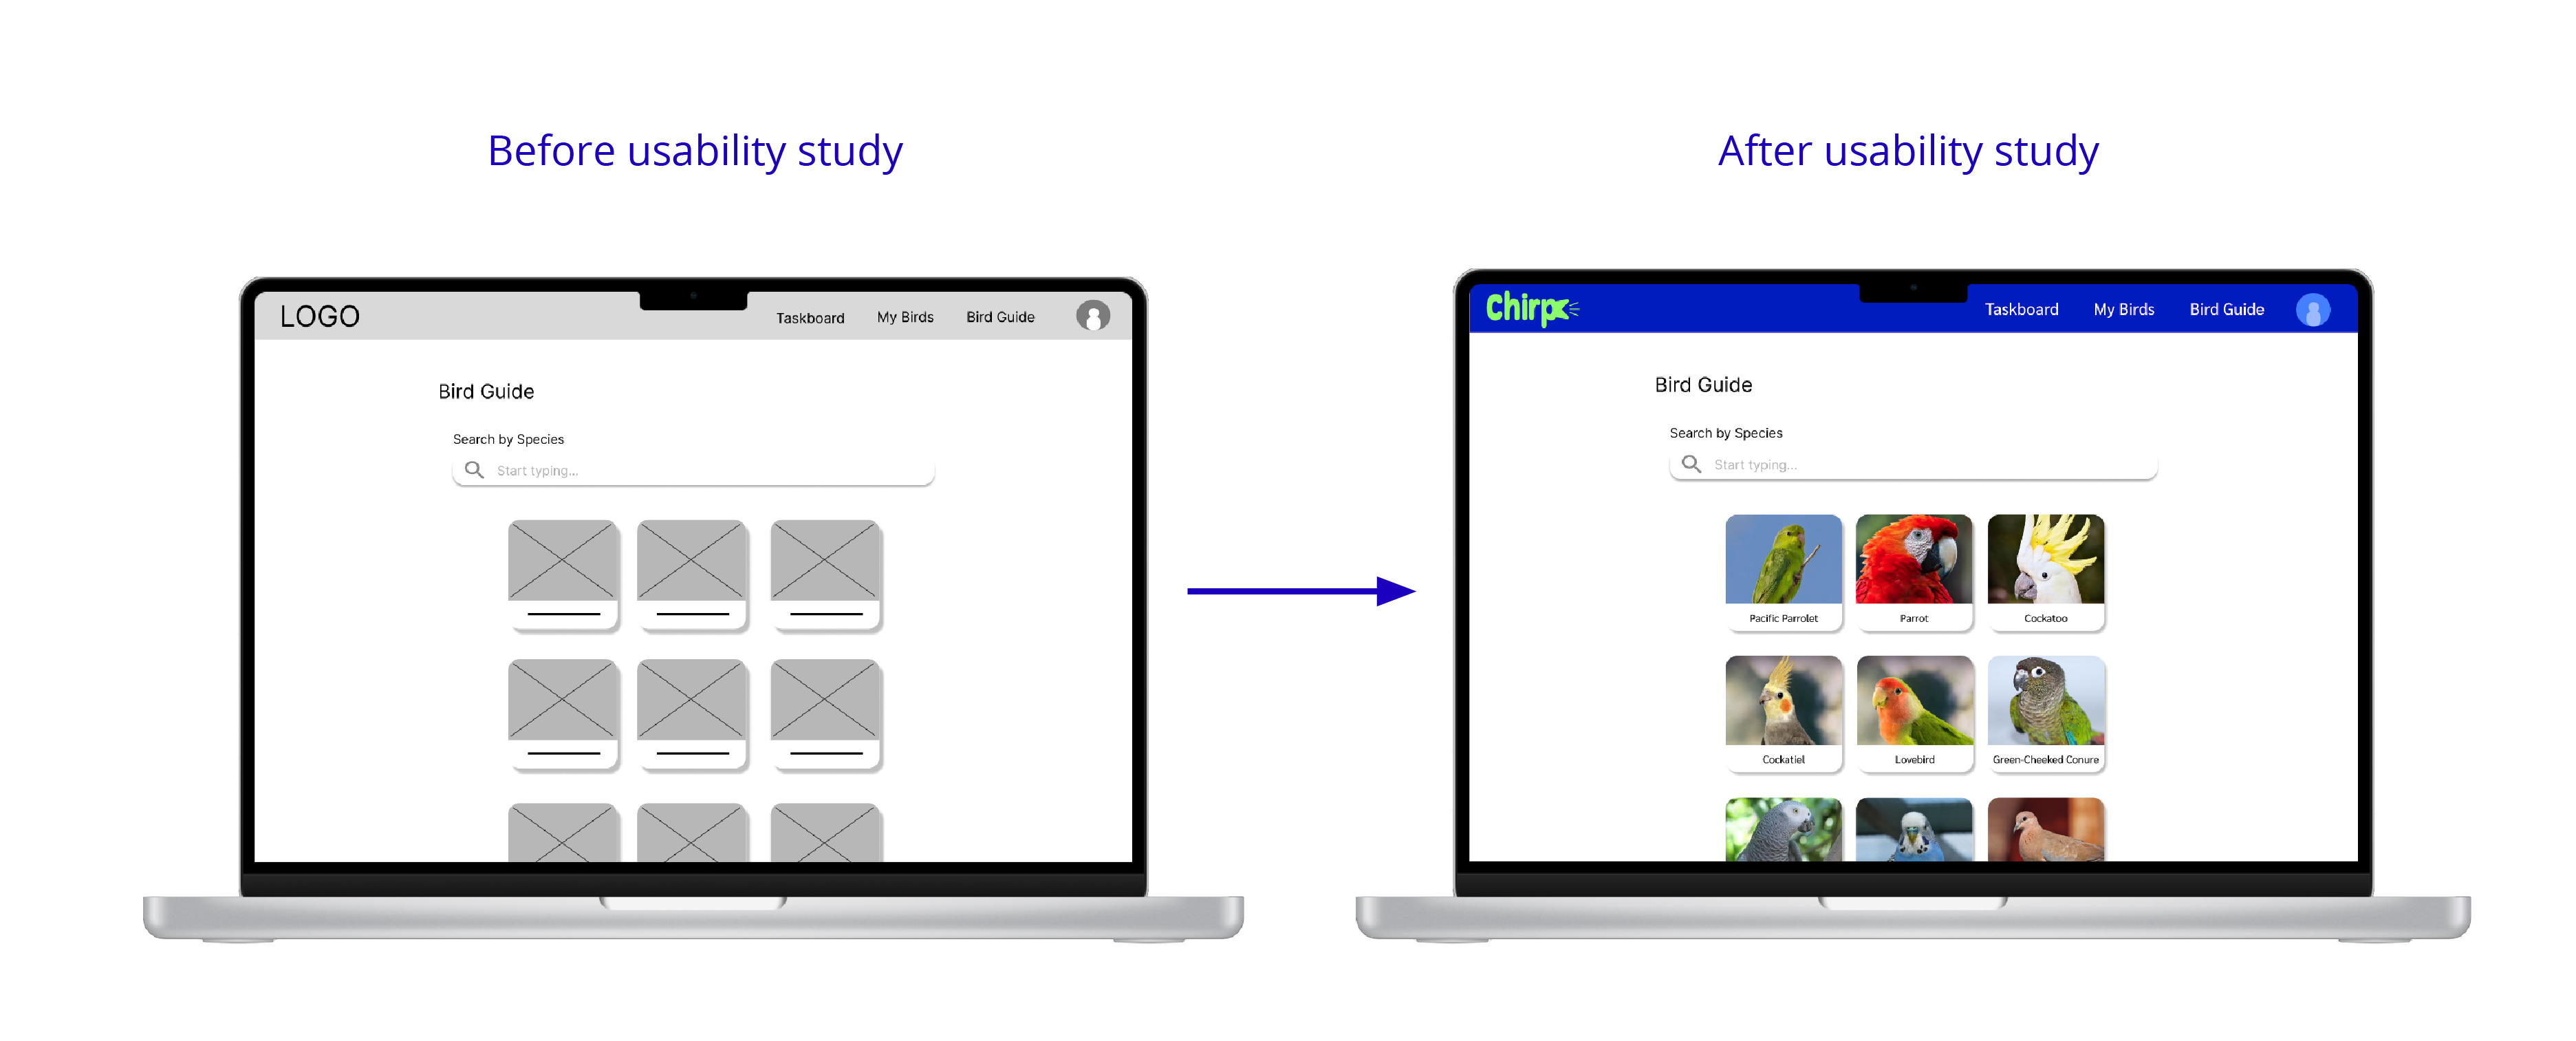 Before usability study
LOGO
Taskboard
My Birds
Bird Guide
Bird Guide
Search by Species
Start typing...
After usability study
Chirp
Taskboard
My Birds
Bird Guide
Bird Guide
Search by Species
Start typing...
Pacific Parrolet
Parrot
Cockatoo
Cockatiel
Lovebird
Green-Cheeked Conure